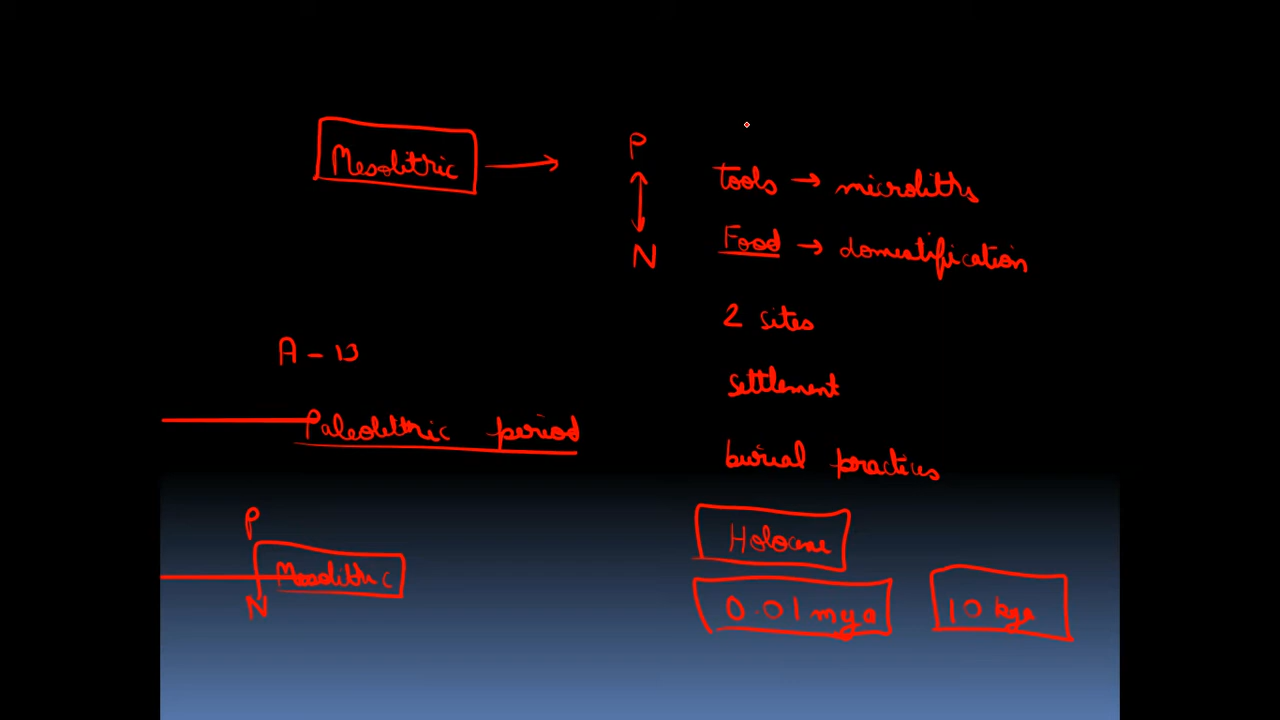 Mesolithic →
P
N
tools → microliths
Food → domestification
2 sites
settlement
burial practices
Holocene
0.01 mya
10 kya
A - 13
Paleolithic period
P
Mesolithic
N